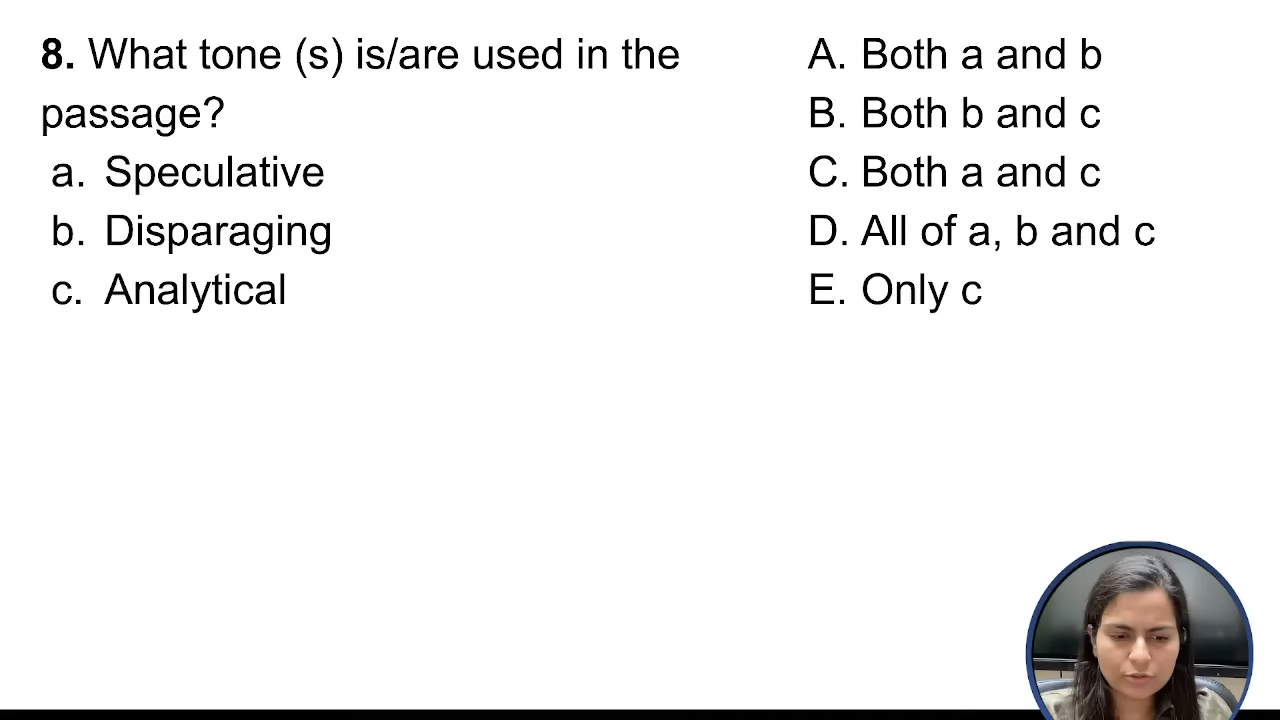 8. What tone (s) is/are used in the
passage?
a. Speculative
b. Disparaging
c. Analytical
A. Both a and b
B. Both b and c
C. Both a and c
D. All of a, b and c
E. Only c